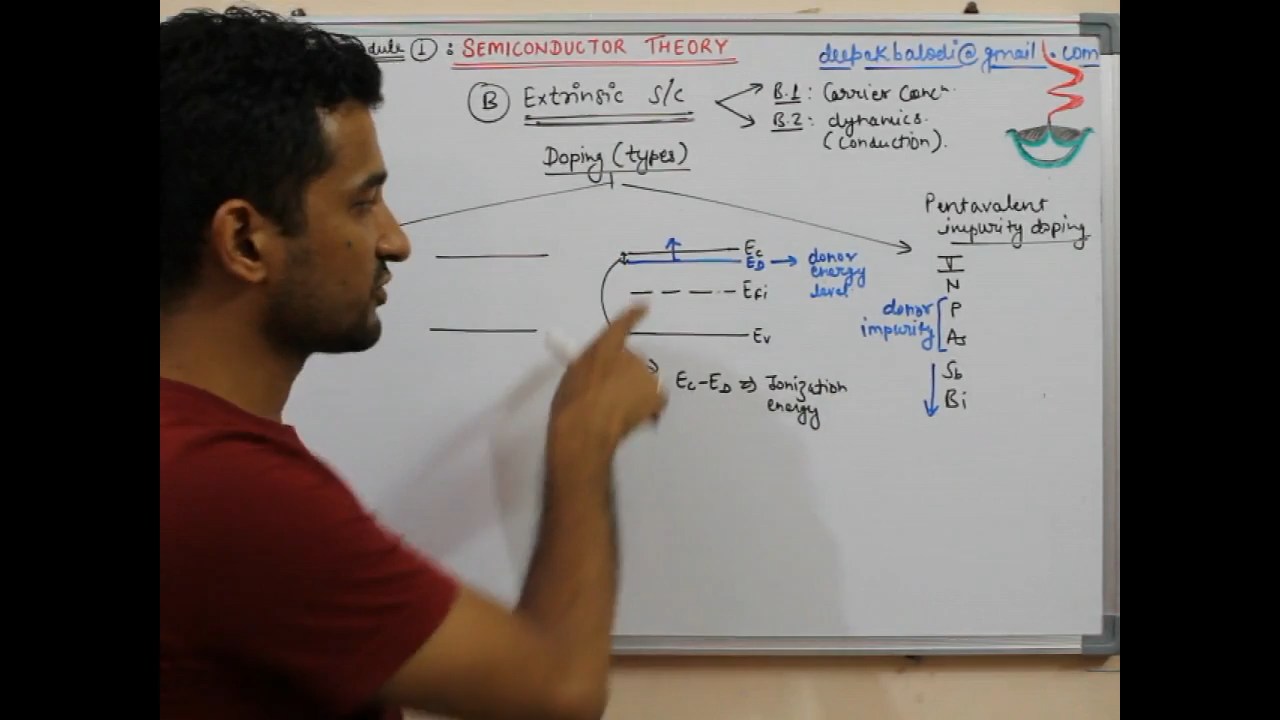 dule I : SEMICONDUCTOR THEORY
deepakbalodi@gmail.com
B Extrinsic s/c
B.1 : Carrier concn.
B.2 : dynamics.
(conduction).
Doping (types)
Pentavalent
impurity doping
V
N
P
As
Sb
Bi
donor
impurity
Ec
ED
donor
energy
level
Efi
Ev
Ec-ED ⇒ Ionization
energy